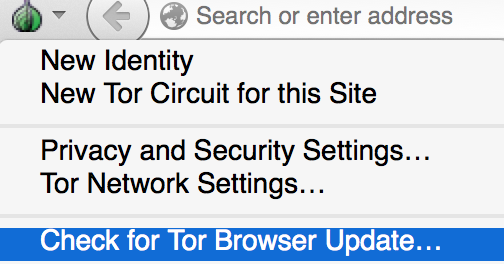 Search or enter address
New Identity
New Tor Circuit for this Site
Privacy and Security Settings...
Tor Network Settings...
Check for Tor Browser Update...